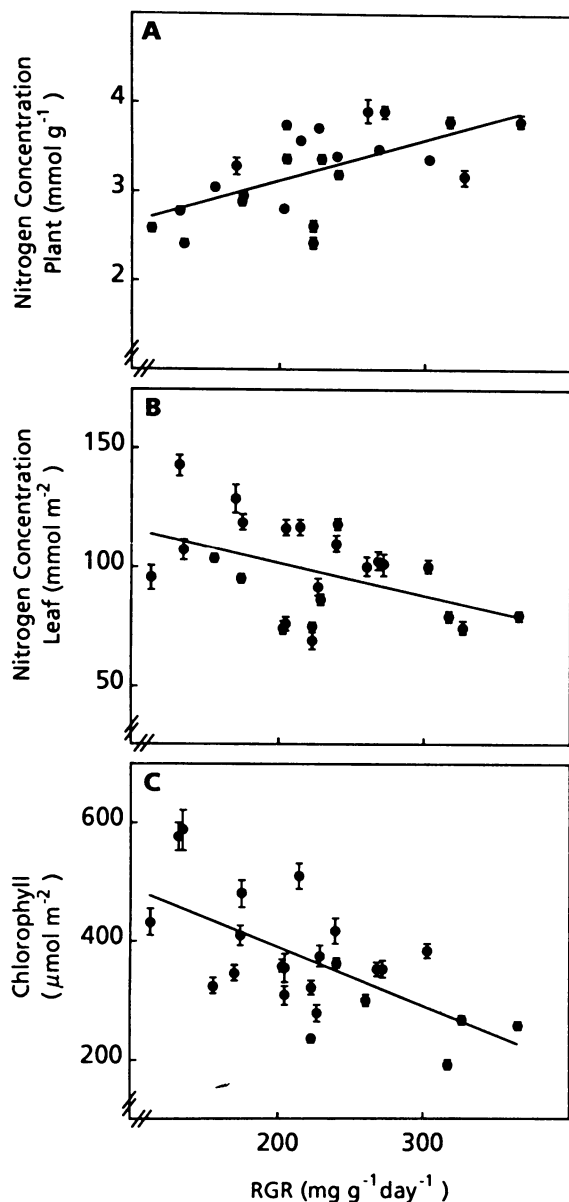 A
Nitrogen Concentration
Plant (mmol g⁻¹)
4
3
2
B
Nitrogen Concentration
Leaf (mmol m⁻²)
150
100
50
C
Chlorophyll
(μmol m⁻²)
600
400
200
200
300
RGR (mg g⁻¹day⁻¹)